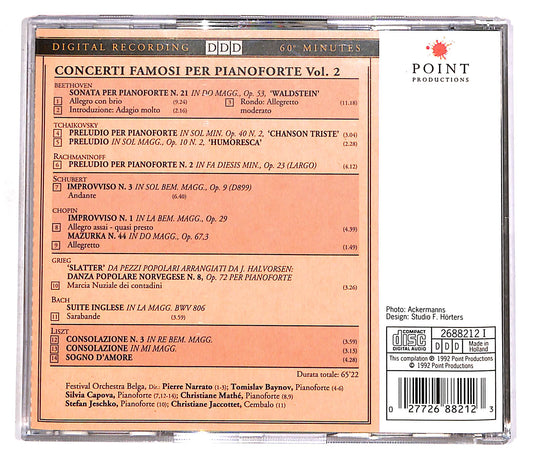 DIGITAL RECORDING DDD 60° MINUTES
CONCERTI FAMOSI PER PIANOFORTE Vol. 2
BEETHOVEN
SONATA PER PIANOFORTE N. 21 IN DO MAGG., Op. 53, 'WALDSTEIN'
1 Allegro con brio (9.24) 3 Rondo: Allegretto (11.18)
2 Introduzione: Adagio molto (2.16) moderato
TCHAIKOVSKY
4 PRELUDIO PER PIANOFORTE IN SOL MIN. Op. 40 N. 2, 'CHANSON TRISTE' (3.04)
5 PRELUDIO IN SOL MAGG., Op. 10 N. 2, 'HUMORESCA' (2.28)
RACHMANINOFF
6 PRELUDIO PER PIANOFORTE N. 2 IN FA DIESIS MIN., Op. 23 (LARGO) (4.12)
SCHUBERT
7 IMPROVVISO N. 3 IN SOL BEM. MAGG., Op. 9 (D899)
Andante (6.40)
CHOPIN
IMPROVVISO N. 1 IN LA BEM. MAGG., Op. 29
8 Allegro assai - quasi presto (4.39)
MAZURKA N. 44 IN DO MAGG., Op. 67,3
9 Allegretto (1.49)
GRIEG
'SLATTER' DA PEZZI POPOLARI ARRANGIATI DA J. HALVORSEN:
DANZA POPOLARE NORVEGESE N. 8, Op. 72 PER PIANOFORTE
10 Marcia Nuziale dei contadini (3.26)
BACH
SUITE INGLESE IN LA MAGG. BWV 806
11 Sarabande (3.59)
LISZT
12 CONSOLAZIONE N. 3 IN RE BEM. MAGG. (3.59)
13 CONSOLAZIONE IN MI MAGG. (3.13)
14 SOGNO D'AMORE (4.28)
Durata totale: 65'22
Festival Orchestra Belga, Dir. Pierre Narrato (1-3); Tomislav Baynov, Pianoforte (4-6)
Silvia Capova, Pianoforte (7,12-14); Christiane Mathé, Pianoforte (8,9)
Stefan Jeschko, Pianoforte (10); Christiane Jaccottet, Cembalo (11)
POINT
PRODUCTIONS
Photo: Ackermanns
Design: Studio F. Hörters
COMPACT disc DIGITAL AUDIO
2688212 I
DDD Made in Holland
This compilation ℗ 1992 Point Productions
© 1992 Point Productions
0 27726 88212 3